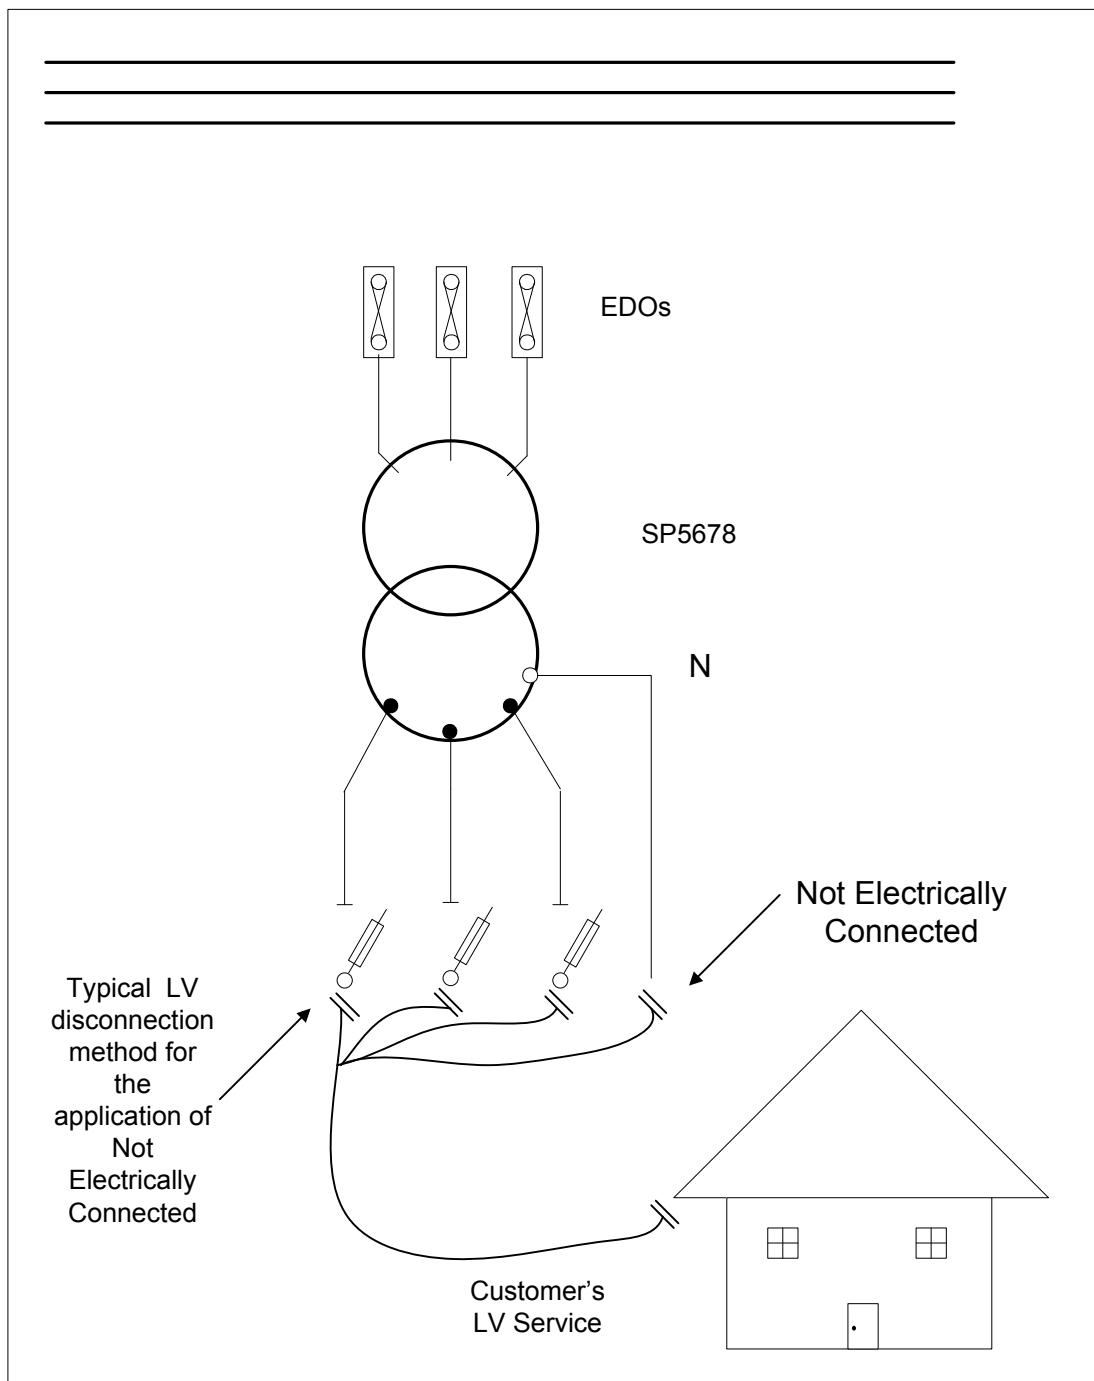 EDOs
SP5678
N
Not Electrically
Connected
Typical LV
disconnection
method for
the
application of
Not
Electrically
Connected
Customer's
LV Service